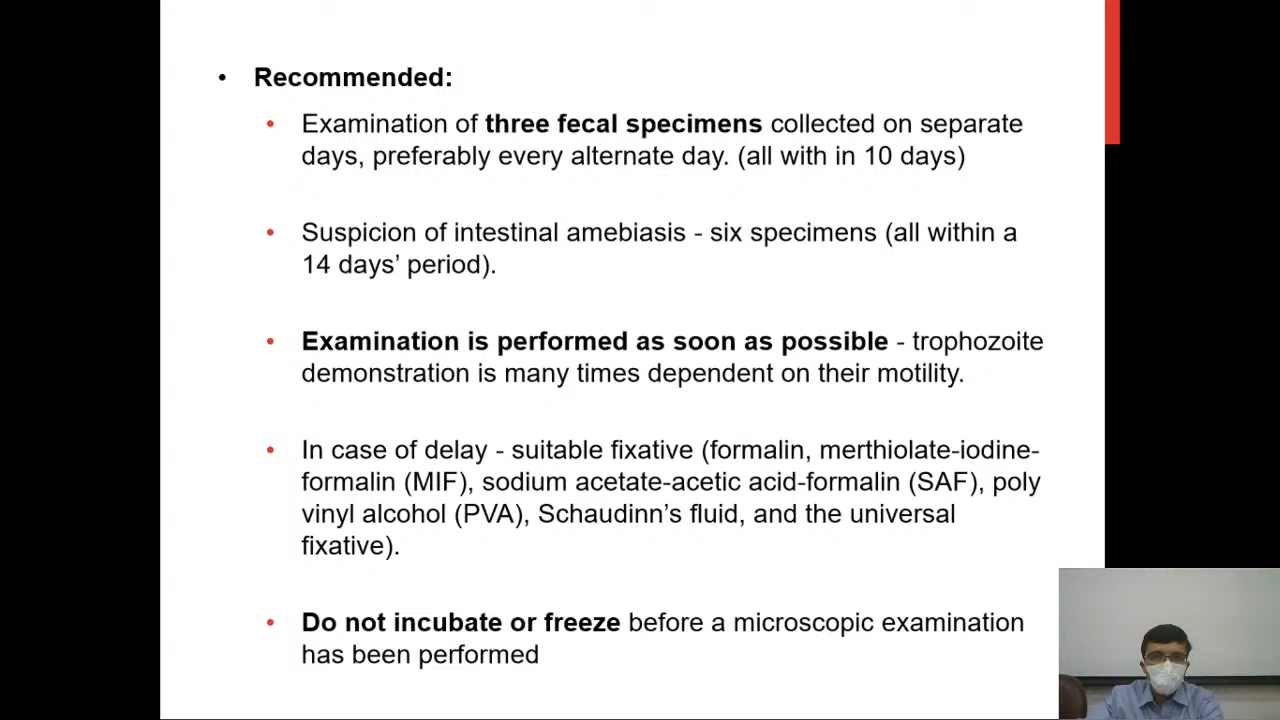 • Recommended:
• Examination of three fecal specimens collected on separate
days, preferably every alternate day. (all with in 10 days)
• Suspicion of intestinal amebiasis - six specimens (all within a
14 days’ period).
• Examination is performed as soon as possible - trophozoite
demonstration is many times dependent on their motility.
• In case of delay - suitable fixative (formalin, merthiolate-iodine-
formalin (MIF), sodium acetate-acetic acid-formalin (SAF), poly
vinyl alcohol (PVA), Schaudinn’s fluid, and the universal
fixative).
• Do not incubate or freeze before a microscopic examination
has been performed